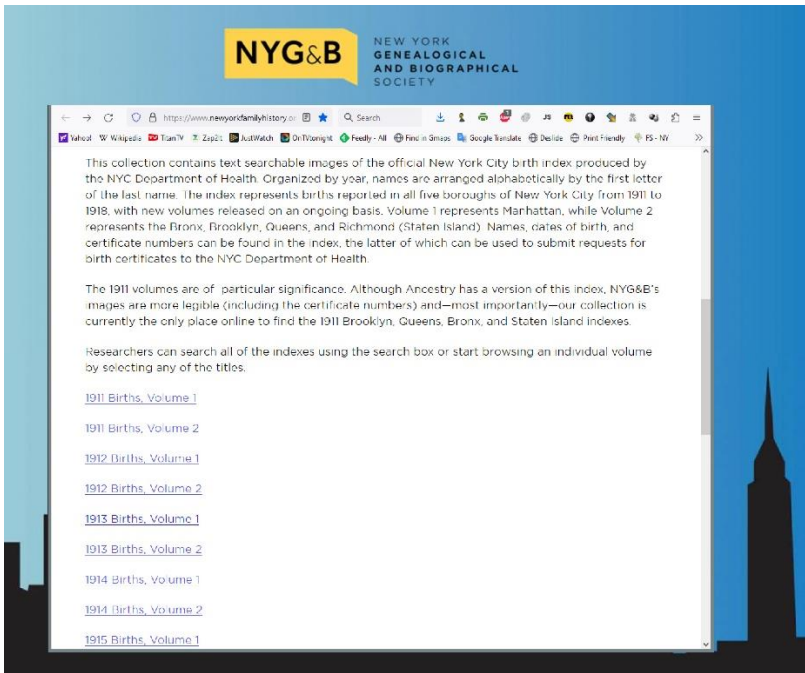 NYG&B
NEW YORK
GENEALOGICAL
AND BIOGRAPHICAL
SOCIETY
https://www.newyorkfamilyhistory.or
Search
JS
Yahoo! Wikipedia TitanTV Zap2it JustWatch OnTVtonight Feedly - All Find in Gmaps Google Translate Deslide Print Friendly FS - NY
This collection contains text searchable images of the official New York City birth index produced by
the NYC Department of Health. Organized by year, names are arranged alphabetically by the first letter
of the last name. The index represents births reported in all five boroughs of New York City from 1911 to
1918, with new volumes released on an ongoing basis. Volume 1 represents Manhattan, while Volume 2
represents the Bronx, Brooklyn, Queens, and Richmond (Staten Island). Names, dates of birth, and
certificate numbers can be found in the index, the latter of which can be used to submit requests for
birth certificates to the NYC Department of Health.
The 1911 volumes are of particular significance. Although Ancestry has a version of this index, NYG&B's
images are more legible (including the certificate numbers) and—most importantly—our collection is
currently the only place online to find the 1911 Brooklyn, Queens, Bronx, and Staten Island indexes.
Researchers can search all of the indexes using the search box or start browsing an individual volume
by selecting any of the titles.
1911 Births, Volume 1
1911 Births, Volume 2
1912 Births, Volume 1
1912 Births, Volume 2
1913 Births, Volume 1
1913 Births, Volume 2
1914 Births, Volume 1
1914 Births, Volume 2
1915 Births, Volume 1